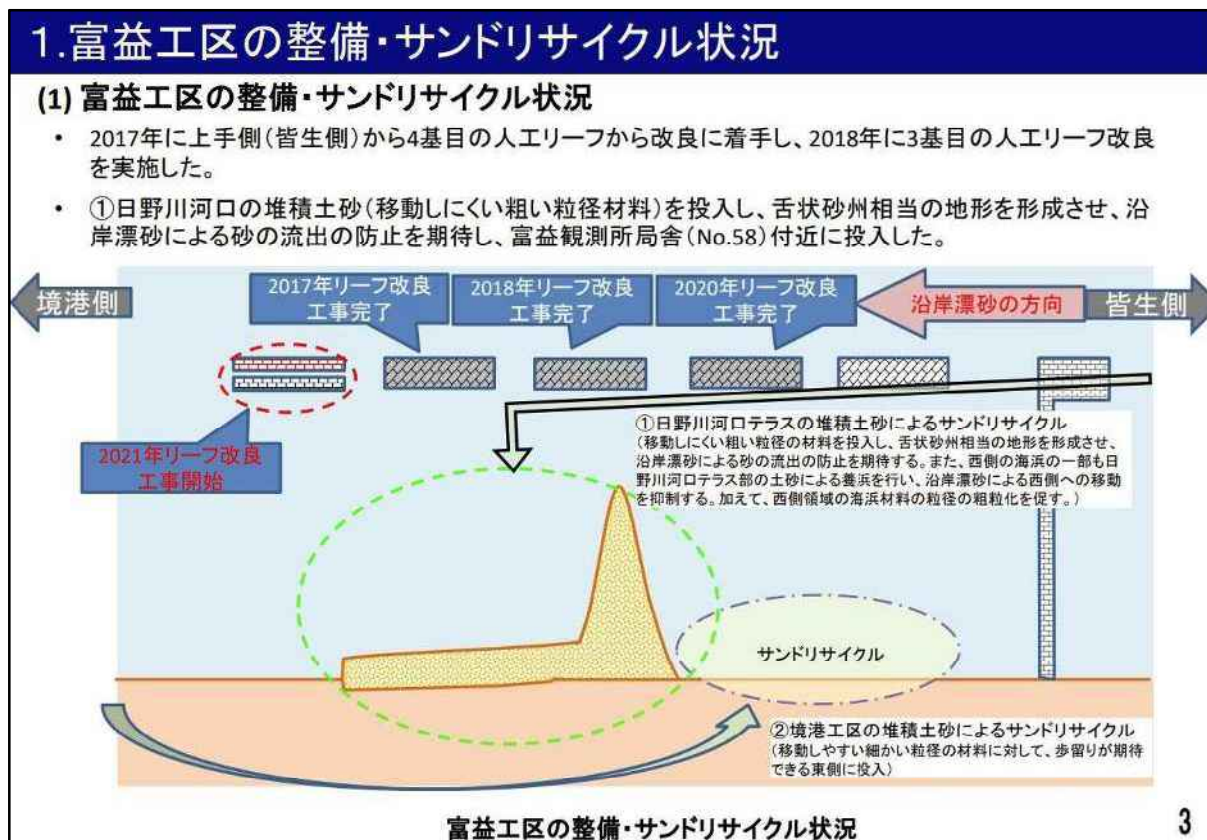 1.富益工区の整備・サンドリサイクル状況
(1) 富益工区の整備・サンドリサイクル状況
• 2017年に上手側(皆生側)から4基目の人工リーフから改良に着手し、2018年に3基目の人工リーフ改良
を実施した。
• ①日野川河口の堆積土砂(移動しにくい粗い粒径材料)を投入し、舌状砂州相当の地形を形成させ、沿
岸漂砂による砂の流出の防止を期待し、富益観測所局舎(No.58)付近に投入した。
境港側
2017年リーフ改良
工事完了
2018年リーフ改良
工事完了
2020年リーフ改良
工事完了
沿岸漂砂の方向
皆生側
2021年リーフ改良
工事開始
①日野川河口テラスの堆積土砂によるサンドリサイクル
(移動しにくい粗い粒径の材料を投入し、舌状砂州相当の地形を形成させ、
沿岸漂砂による砂の流出の防止を期待する。また、西側の海浜の一部も日
野川河口テラス部の土砂による養浜を行い、沿岸漂砂による西側への移動
を抑制する。加えて、西側領域の海浜材料の粒径の粗粒化を促す。)
サンドリサイクル
②境港工区の堆積土砂によるサンドリサイクル
(移動しやすい細かい粒径の材料に対して、歩留りが期待
できる東側に投入)
富益工区の整備・サンドリサイクル状況
3